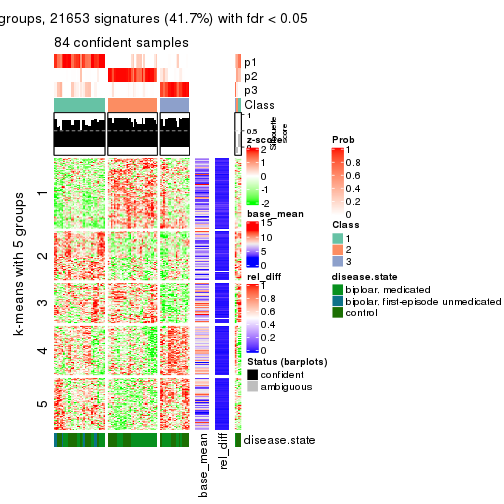 groups, 21653 signatures (41.7%) with fdr < 0.05
84 confident samples
p1
p2
p3
Class
1
0.5
0
Silhouette
score
k-means with 5 groups
1
2
3
4
5
base_mean
rel_diff
disease.state
z-score
2
1
0
-1
-2
base_mean
15
10
5
0
rel_diff
1
0.8
0.6
0.4
0.2
0
Status (barplots)
confident
ambiguous
Prob
1
0.8
0.6
0.4
0.2
0
Class
1
2
3
disease.state
bipolar, medicated
bipolar, first-episode unmedicated
control